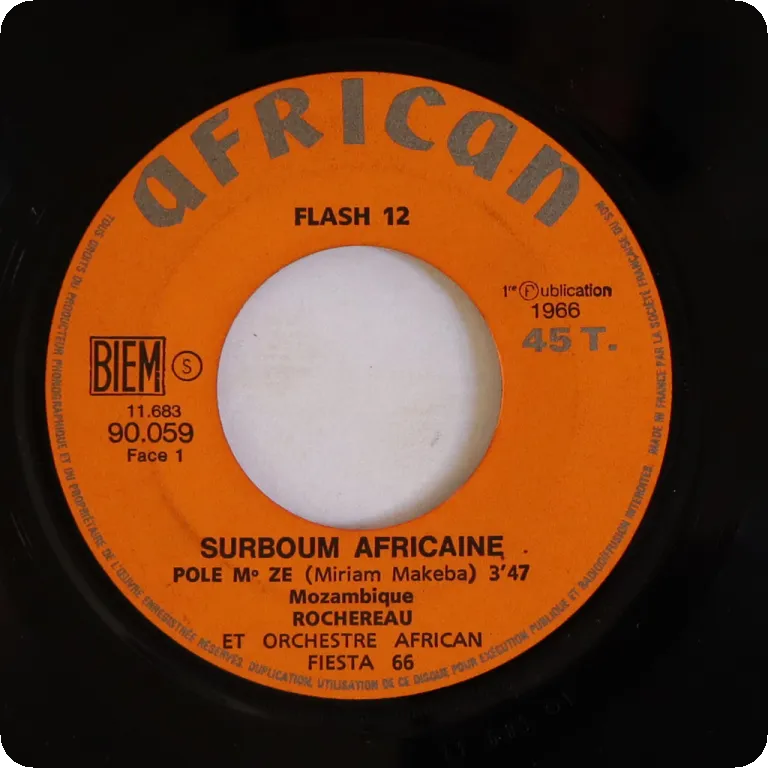 aFRICan
FLASH 12
1re Ⓟublication
1966
45 T.
BIEM S
11.683
90.059
Face 1
SURBOUM AFRICAINE
POLE Mº ZE (Miriam Makeba) 3'47
Mozambique
ROCHEREAU
ET ORCHESTRE AFRICAN
FIESTA 66
TOUS DROITS DU PRODUCTEUR PHONOGRAPHIQUE ET DU PROPRIÉTAIRE DE L'ŒUVRE ENREGISTRÉE RÉSERVÉS. DUPLICATION, UTILISATION DE CE DISQUE POUR EXÉCUTION PUBLIQUE ET RADIODIFFUSION INTERDITES. MADE IN FRANCE PAR LA SOCIÉTÉ FRANÇAISE DU SON